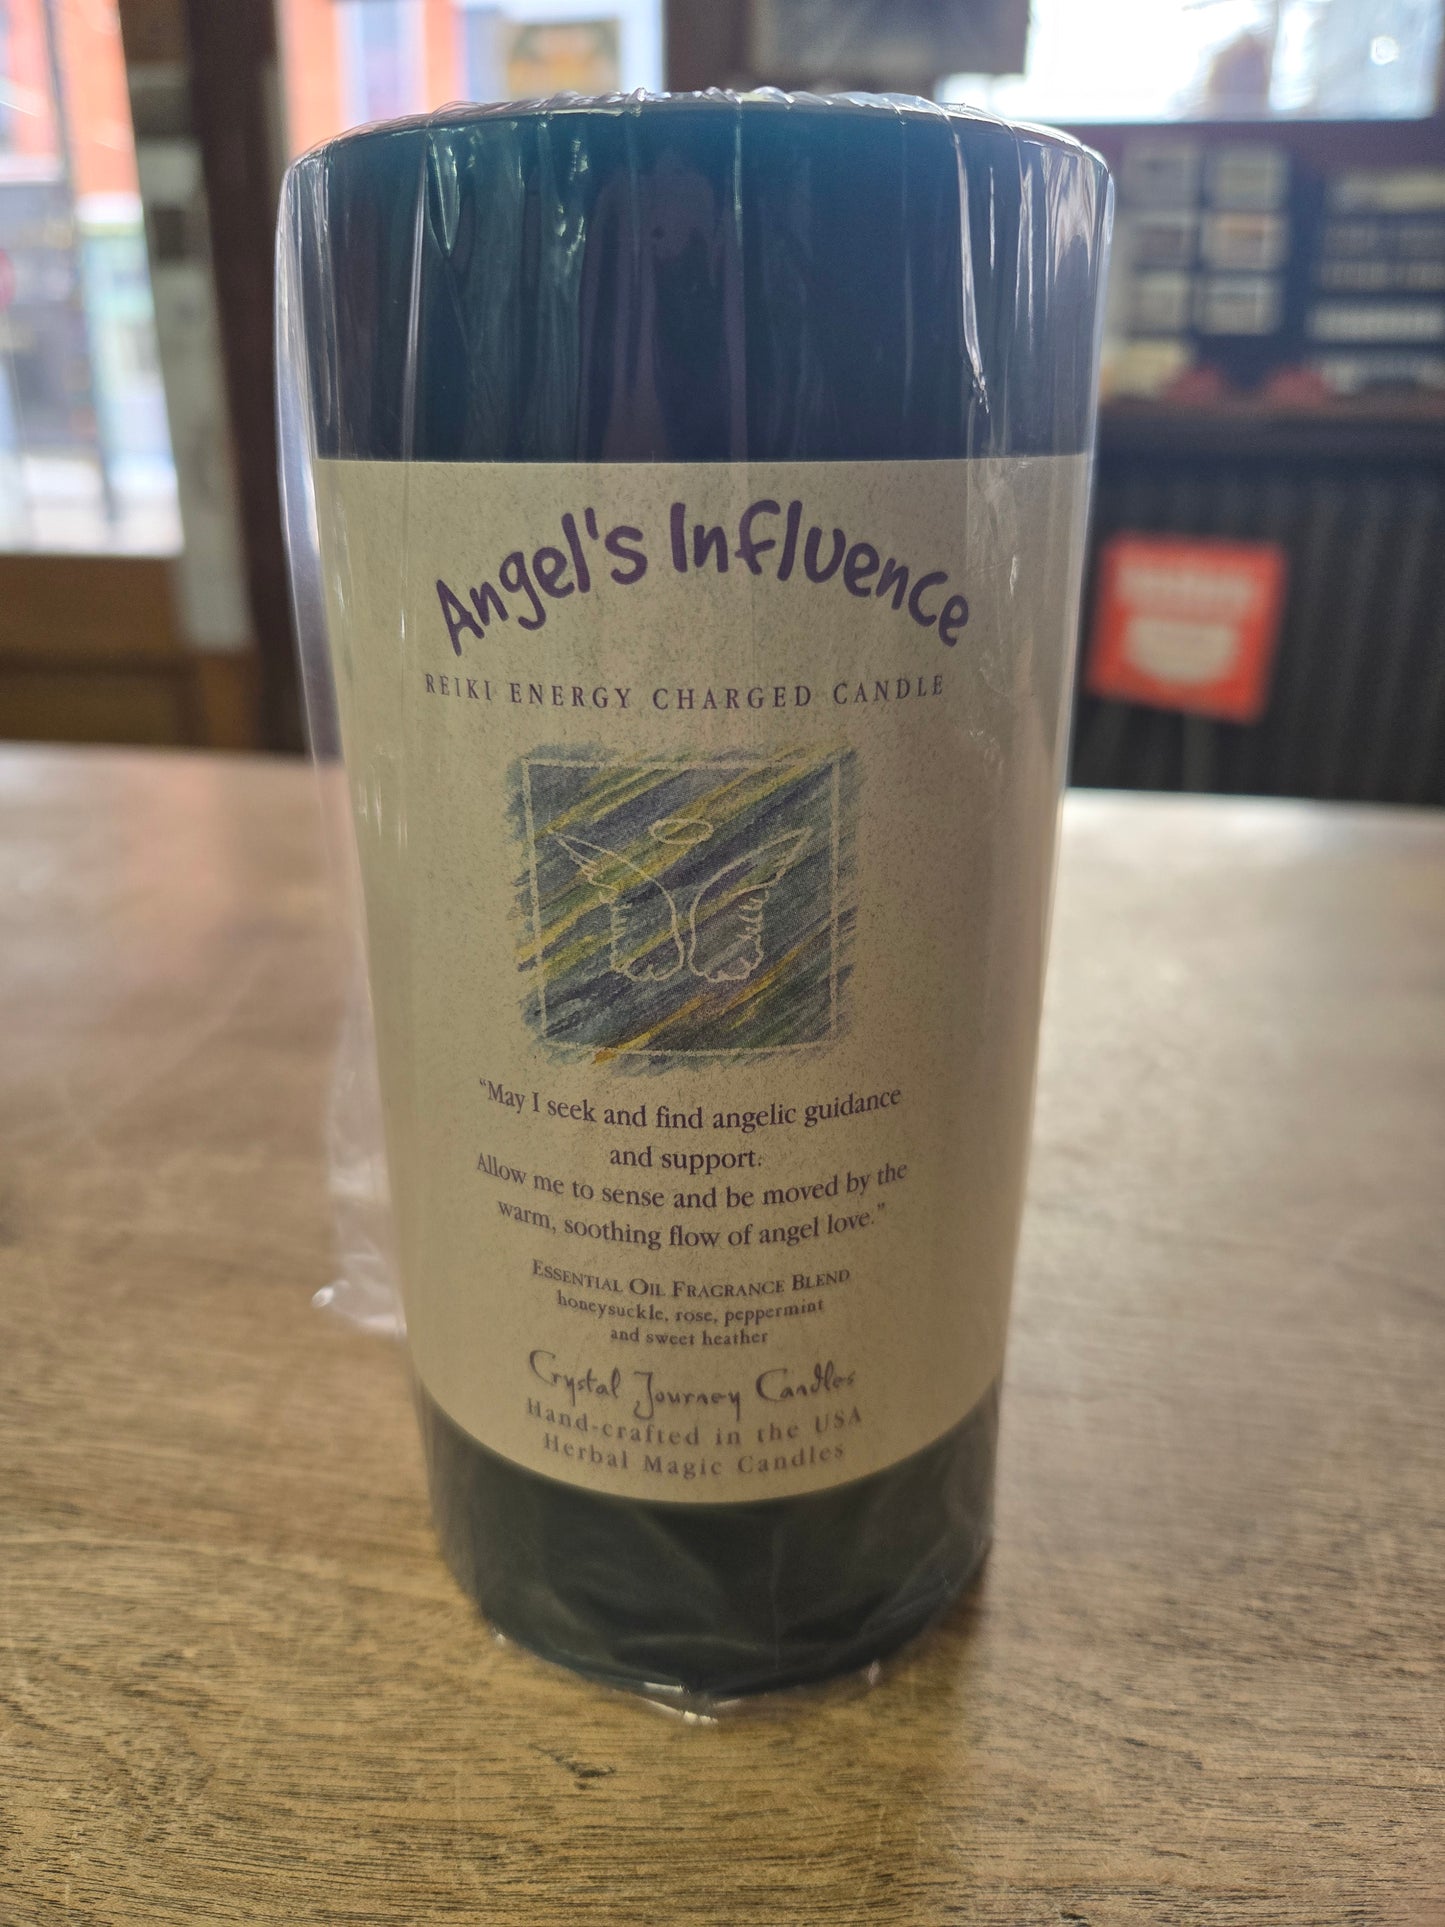 Angel's Influence
REIKI ENERGY CHARGED CANDLE
“May I seek and find angelic guidance
and support.
Allow me to sense and be moved by the
warm, soothing flow of angel love.”
ESSENTIAL OIL FRAGRANCE BLEND
honeysuckle, rose, peppermint
and sweet heather
Crystal Journey Candles
Hand-crafted in the USA
Herbal Magic Candles